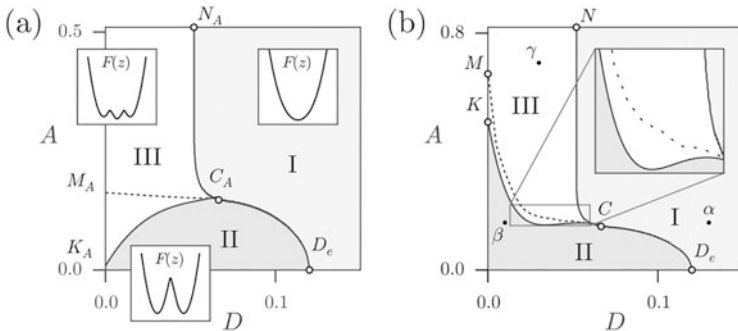 (a)
0.5
A
0.0
M_A
K_A
N_A
F(z)
F(z)
III
I
C_A
II
D_e
F(z)
0.0
D
0.1
(b)
0.8
A
0.0
M
K
N
γ
III
C
I
α
β
II
D_e
0.0
D
0.1